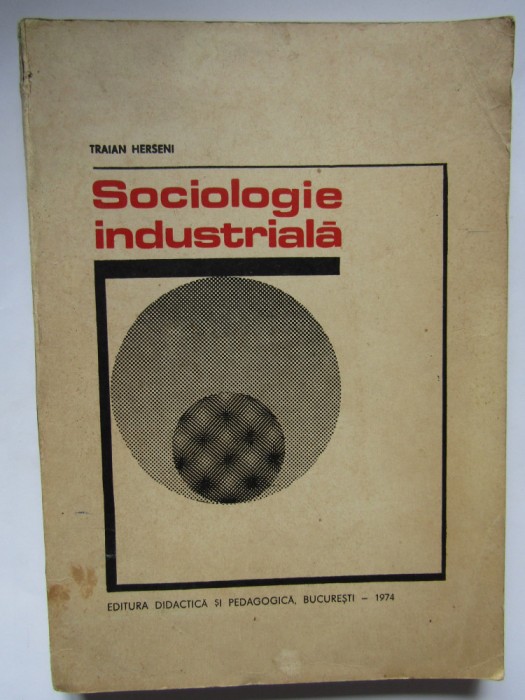 TRAIAN HERSENI
Sociologie
industrială
EDITURA DIDACTICĂ ȘI PEDAGOGICĂ, BUCUREȘTI – 1974